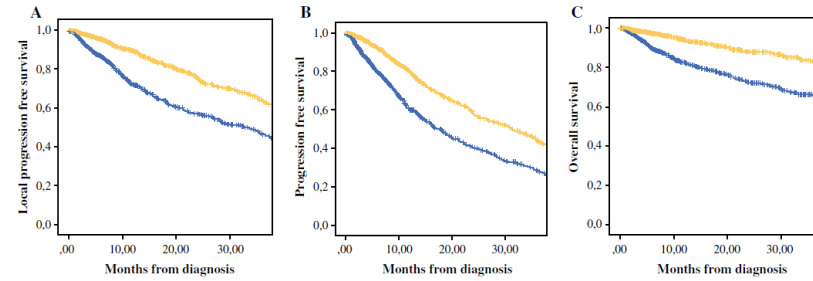 A
Local progression free survival
1,0
0,8
0,6
0,4
0,2
0,0
,00 10,00 20,00 30,00
Months from diagnosis
B
Progression free survival
1,0
0,8
0,6
0,4
0,2
0,0
,00 10,00 20,00 30,00
Months from diagnosis
C
Overall survival
1,0
0,8
0,6
0,4
0,2
0,0
,00 10,00 20,00 30,00
Months from diagnosis